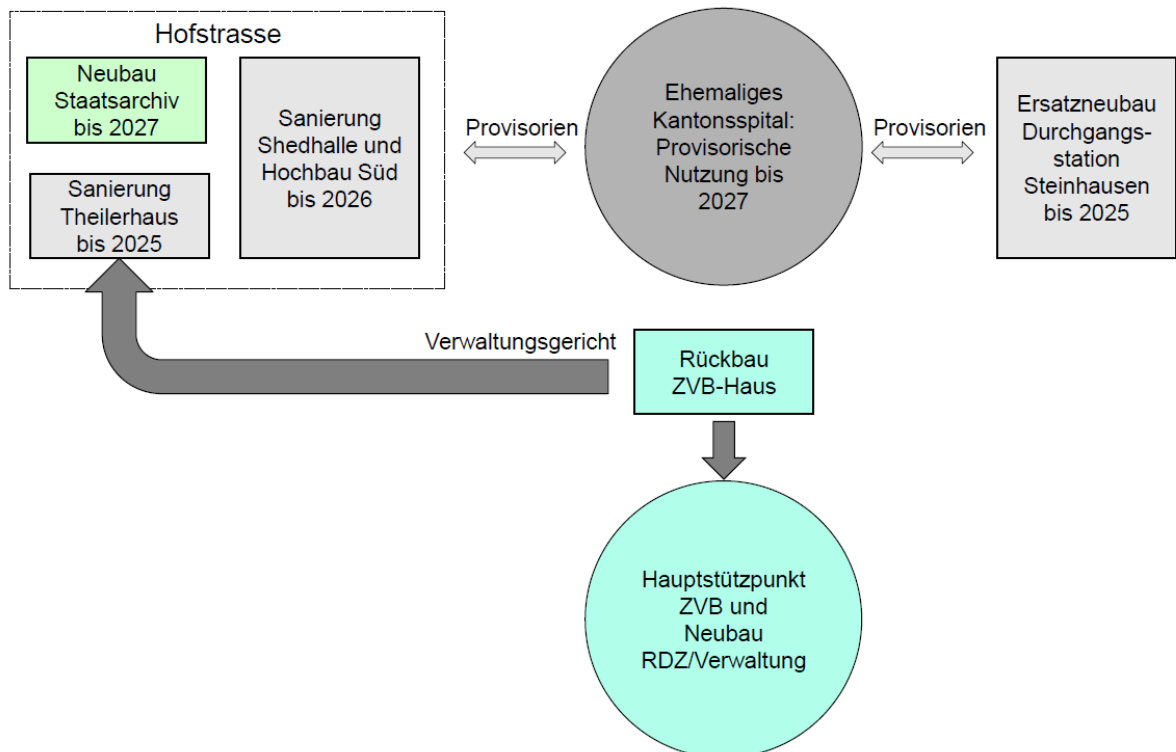 Hofstrasse
Neubau
Staatsarchiv
bis 2027
Sanierung
Theilerhaus
bis 2025
Sanierung
Shedhalle und
Hochbau Süd
bis 2026
Provisorien
Ehemaliges
Kantonsspital:
Provisorische
Nutzung bis
2027
Provisorien
Ersatzneubau
Durchgangs-
station
Steinhausen
bis 2025
Verwaltungsgericht
Rückbau
ZVB-Haus
Hauptstützpunkt
ZVB und
Neubau
RDZ/Verwaltung